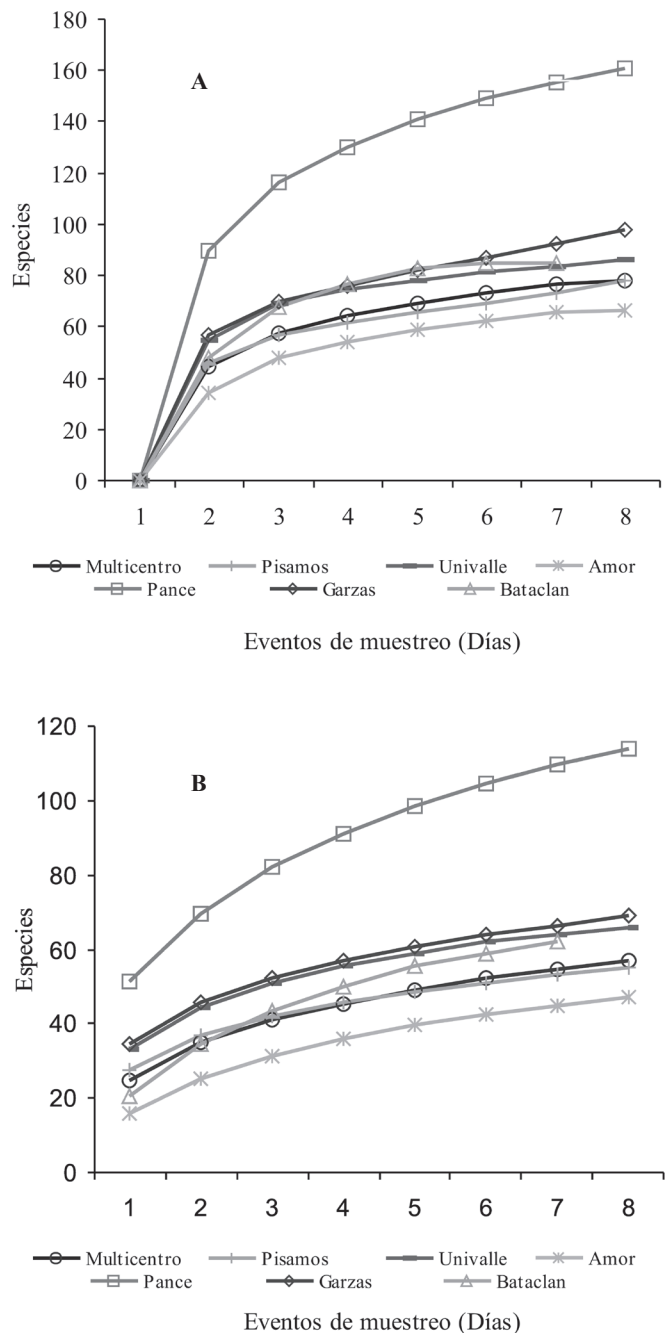 180
160
A
140
120
Especies
100
80
60
40
20
0
1 2 3 4 5 6 7 8
Multicentro Pisamos Univalle Amor
Pance Garzas Bataclan
Eventos de muestreo (Días)
120
B
100
80
Especies
60
40
20
0
1 2 3 4 5 6 7 8
Multicentro Pisamos Univalle Amor
Pance Garzas Bataclan
Eventos de muestreo (Días)